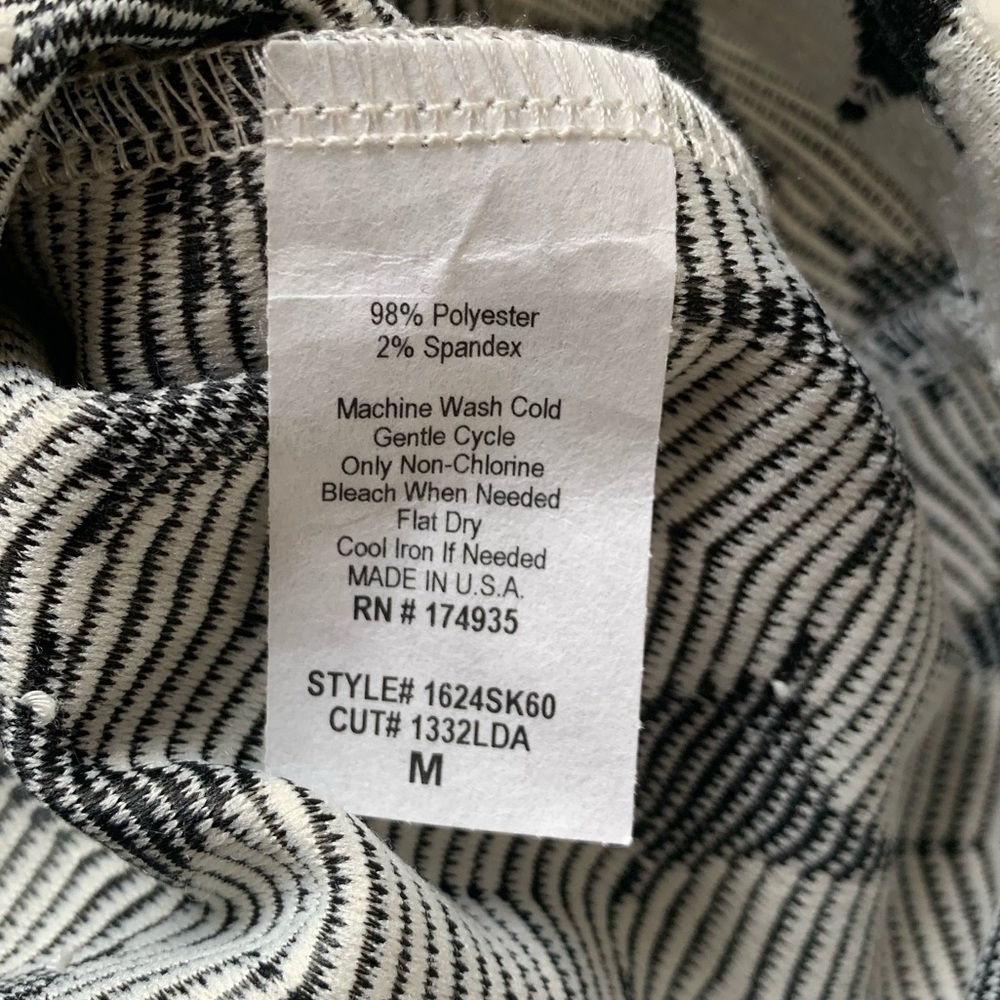 98% Polyester
2% Spandex
Machine Wash Cold
Gentle Cycle
Only Non-Chlorine
Bleach When Needed
Flat Dry
Cool Iron If Needed
MADE IN U.S.A.
RN # 174935
STYLE# 1624SK60
CUT# 1332LDA
M